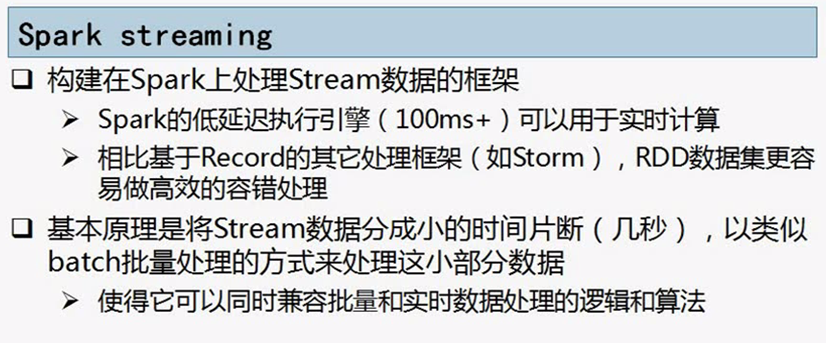 Spark streaming
❑ 构建在Spark上处理Stream数据的框架
➢ Spark的低延迟执行引擎（100ms+）可以用于实时计算
➢ 相比基于Record的其它处理框架（如Storm），RDD数据集更容
易做高效的容错处理
❑ 基本原理是将Stream数据分成小的时间片断（几秒），以类似
batch批量处理的方式来处理这小部分数据
➢ 使得它可以同时兼容批量和实时数据处理的逻辑和算法